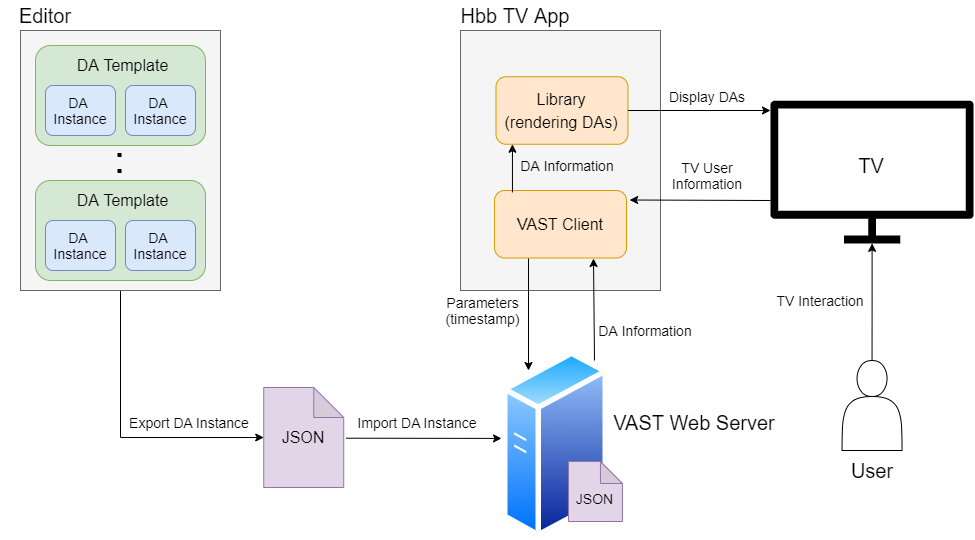 Editor
DA Template
DA
Instance
DA
Instance
DA Template
DA
Instance
DA
Instance
Hbb TV App
Library
(rendering DAs)
DA Information
VAST Client
Display DAs
TV User
Information
TV
Parameters
(timestamp)
DA Information
TV Interaction
Export DA Instance
JSON
Import DA Instance
VAST Web Server
JSON
User